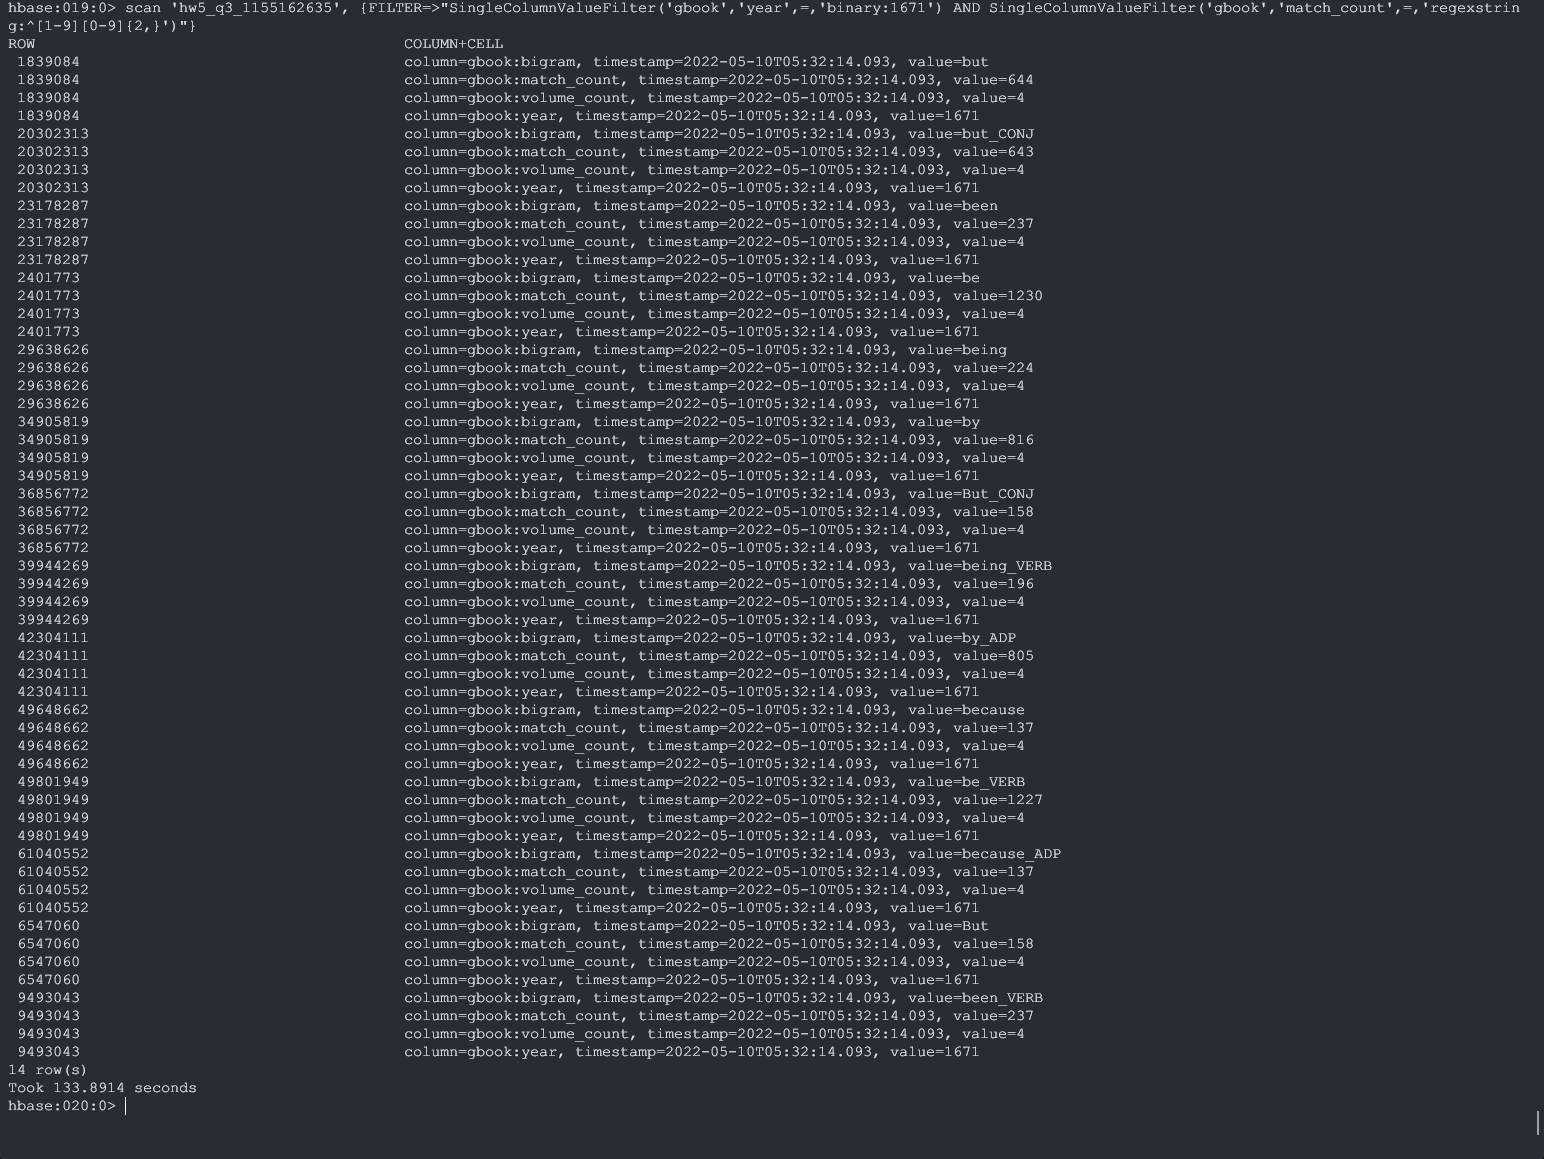 hbase:019:0> scan 'hw5_q3_1155162635', {FILTER=>"SingleColumnValueFilter('gbook','year',=,'binary:1671') AND SingleColumnValueFilter('gbook','match_count',=,'regexstrin
g:^[1-9][0-9]{2,}')"}
ROW COLUMN+CELL
1839084 column=gbook:bigram, timestamp=2022-05-10T05:32:14.093, value=but
1839084 column=gbook:match_count, timestamp=2022-05-10T05:32:14.093, value=644
1839084 column=gbook:volume_count, timestamp=2022-05-10T05:32:14.093, value=4
1839084 column=gbook:year, timestamp=2022-05-10T05:32:14.093, value=1671
20302313 column=gbook:bigram, timestamp=2022-05-10T05:32:14.093, value=but_CONJ
20302313 column=gbook:match_count, timestamp=2022-05-10T05:32:14.093, value=643
20302313 column=gbook:volume_count, timestamp=2022-05-10T05:32:14.093, value=4
20302313 column=gbook:year, timestamp=2022-05-10T05:32:14.093, value=1671
23178287 column=gbook:bigram, timestamp=2022-05-10T05:32:14.093, value=been
23178287 column=gbook:match_count, timestamp=2022-05-10T05:32:14.093, value=237
23178287 column=gbook:volume_count, timestamp=2022-05-10T05:32:14.093, value=4
23178287 column=gbook:year, timestamp=2022-05-10T05:32:14.093, value=1671
2401773 column=gbook:bigram, timestamp=2022-05-10T05:32:14.093, value=be
2401773 column=gbook:match_count, timestamp=2022-05-10T05:32:14.093, value=1230
2401773 column=gbook:volume_count, timestamp=2022-05-10T05:32:14.093, value=4
2401773 column=gbook:year, timestamp=2022-05-10T05:32:14.093, value=1671
29638626 column=gbook:bigram, timestamp=2022-05-10T05:32:14.093, value=being
29638626 column=gbook:match_count, timestamp=2022-05-10T05:32:14.093, value=224
29638626 column=gbook:volume_count, timestamp=2022-05-10T05:32:14.093, value=4
29638626 column=gbook:year, timestamp=2022-05-10T05:32:14.093, value=1671
34905819 column=gbook:bigram, timestamp=2022-05-10T05:32:14.093, value=by
34905819 column=gbook:match_count, timestamp=2022-05-10T05:32:14.093, value=816
34905819 column=gbook:volume_count, timestamp=2022-05-10T05:32:14.093, value=4
34905819 column=gbook:year, timestamp=2022-05-10T05:32:14.093, value=1671
36856772 column=gbook:bigram, timestamp=2022-05-10T05:32:14.093, value=But_CONJ
36856772 column=gbook:match_count, timestamp=2022-05-10T05:32:14.093, value=158
36856772 column=gbook:volume_count, timestamp=2022-05-10T05:32:14.093, value=4
36856772 column=gbook:year, timestamp=2022-05-10T05:32:14.093, value=1671
39944269 column=gbook:bigram, timestamp=2022-05-10T05:32:14.093, value=being_VERB
39944269 column=gbook:match_count, timestamp=2022-05-10T05:32:14.093, value=196
39944269 column=gbook:volume_count, timestamp=2022-05-10T05:32:14.093, value=4
39944269 column=gbook:year, timestamp=2022-05-10T05:32:14.093, value=1671
42304111 column=gbook:bigram, timestamp=2022-05-10T05:32:14.093, value=by_ADP
42304111 column=gbook:match_count, timestamp=2022-05-10T05:32:14.093, value=805
42304111 column=gbook:volume_count, timestamp=2022-05-10T05:32:14.093, value=4
42304111 column=gbook:year, timestamp=2022-05-10T05:32:14.093, value=1671
49648662 column=gbook:bigram, timestamp=2022-05-10T05:32:14.093, value=because
49648662 column=gbook:match_count, timestamp=2022-05-10T05:32:14.093, value=137
49648662 column=gbook:volume_count, timestamp=2022-05-10T05:32:14.093, value=4
49648662 column=gbook:year, timestamp=2022-05-10T05:32:14.093, value=1671
49801949 column=gbook:bigram, timestamp=2022-05-10T05:32:14.093, value=be_VERB
49801949 column=gbook:match_count, timestamp=2022-05-10T05:32:14.093, value=1227
49801949 column=gbook:volume_count, timestamp=2022-05-10T05:32:14.093, value=4
49801949 column=gbook:year, timestamp=2022-05-10T05:32:14.093, value=1671
61040552 column=gbook:bigram, timestamp=2022-05-10T05:32:14.093, value=because_ADP
61040552 column=gbook:match_count, timestamp=2022-05-10T05:32:14.093, value=137
61040552 column=gbook:volume_count, timestamp=2022-05-10T05:32:14.093, value=4
61040552 column=gbook:year, timestamp=2022-05-10T05:32:14.093, value=1671
6547060 column=gbook:bigram, timestamp=2022-05-10T05:32:14.093, value=But
6547060 column=gbook:match_count, timestamp=2022-05-10T05:32:14.093, value=158
6547060 column=gbook:volume_count, timestamp=2022-05-10T05:32:14.093, value=4
6547060 column=gbook:year, timestamp=2022-05-10T05:32:14.093, value=1671
9493043 column=gbook:bigram, timestamp=2022-05-10T05:32:14.093, value=been_VERB
9493043 column=gbook:match_count, timestamp=2022-05-10T05:32:14.093, value=237
9493043 column=gbook:volume_count, timestamp=2022-05-10T05:32:14.093, value=4
9493043 column=gbook:year, timestamp=2022-05-10T05:32:14.093, value=1671
14 row(s)
Took 133.8914 seconds
hbase:020:0>